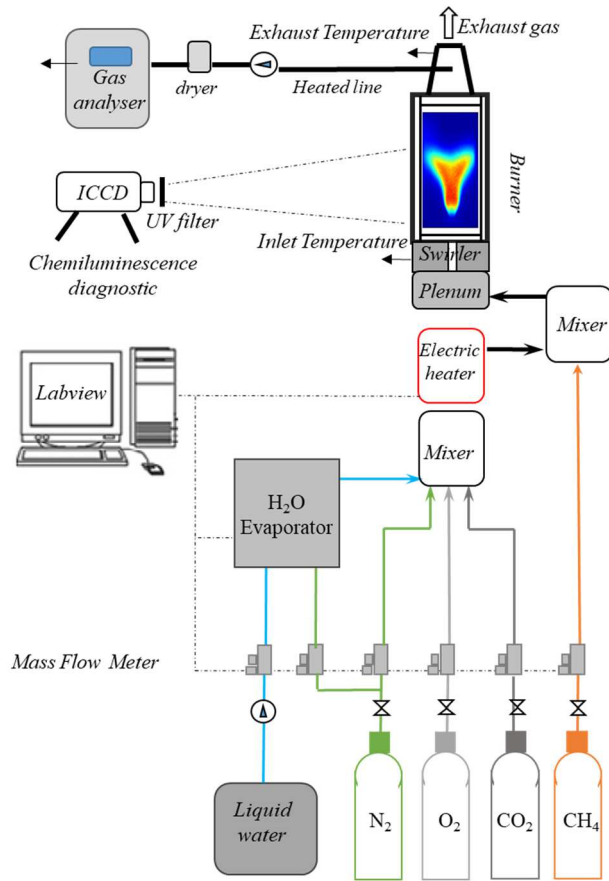 Exhaust Temperature
Exhaust gas
Gas
analyser
dryer
Heated line
Burner
ICCD
UV filter
Inlet Temperature
Swirler
Chemiluminescence
diagnostic
Plenum
Mixer
Electric
heater
Labview
Mixer
H₂O
Evaporator
Mass Flow Meter
Liquid
water
N₂
O₂
CO₂
CH₄